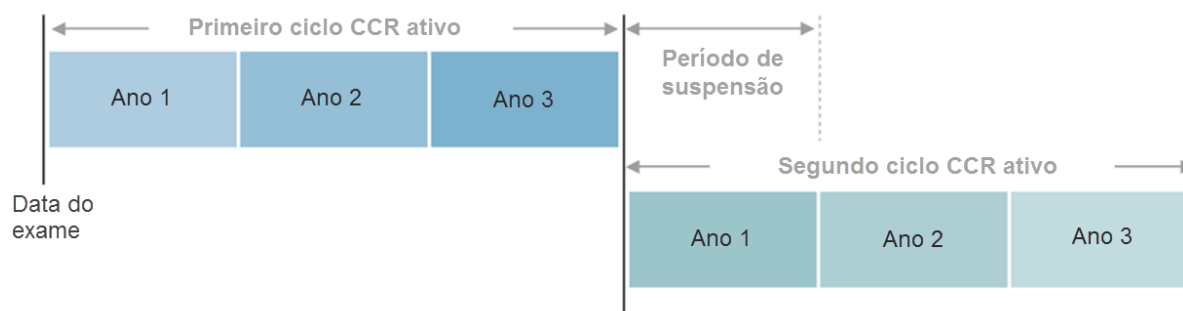 Primeiro ciclo CCR ativo
Período de
suspensão
Ano 1
Ano 2
Ano 3
Data do
exame
Segundo ciclo CCR ativo
Ano 1
Ano 2
Ano 3